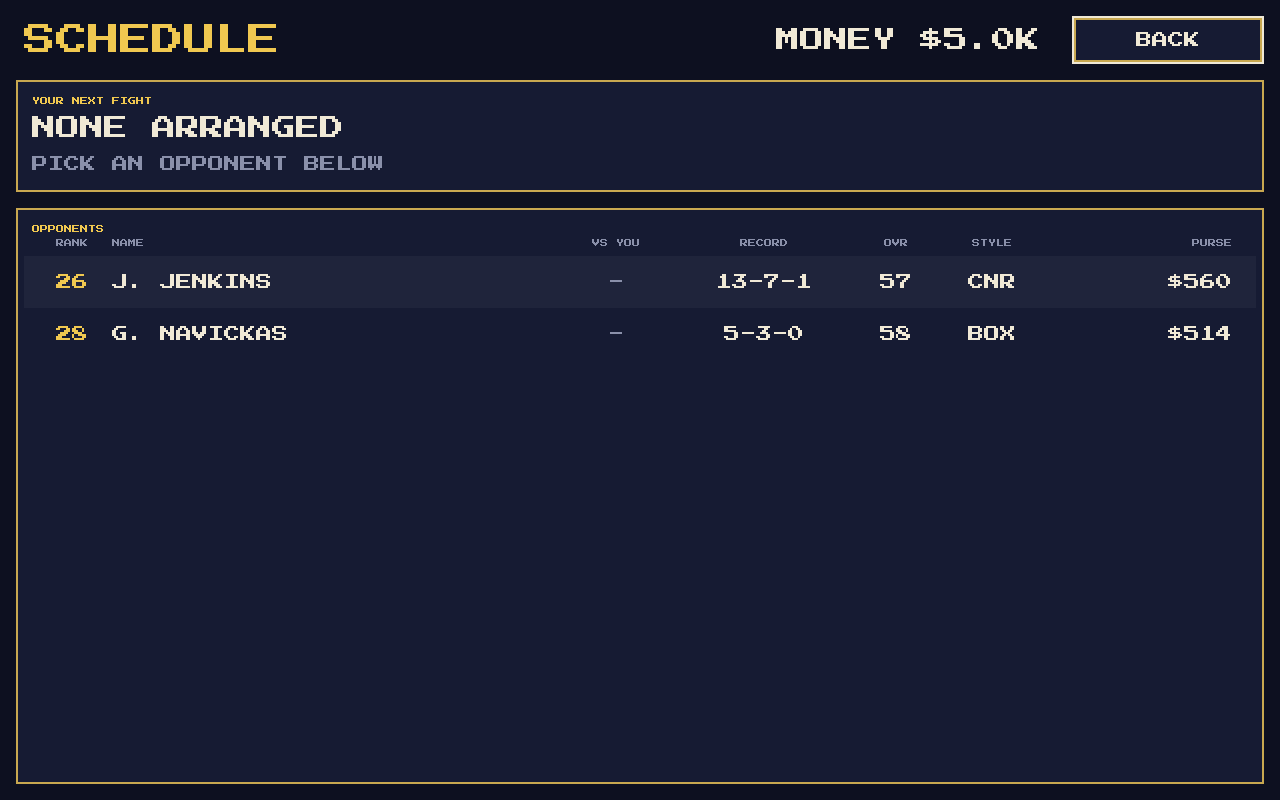 SCHEDULE MONEY $5.0K BACK
YOUR NEXT FIGHT
NONE ARRANGED
PICK AN OPPONENT BELOW
OPPONENTS
RANK NAME VS YOU RECORD OVR STYLE PURSE
26 J. JENKINS — 13-7-1 57 CNR $560
28 G. NAVICKAS — 5-3-0 58 BOX $514